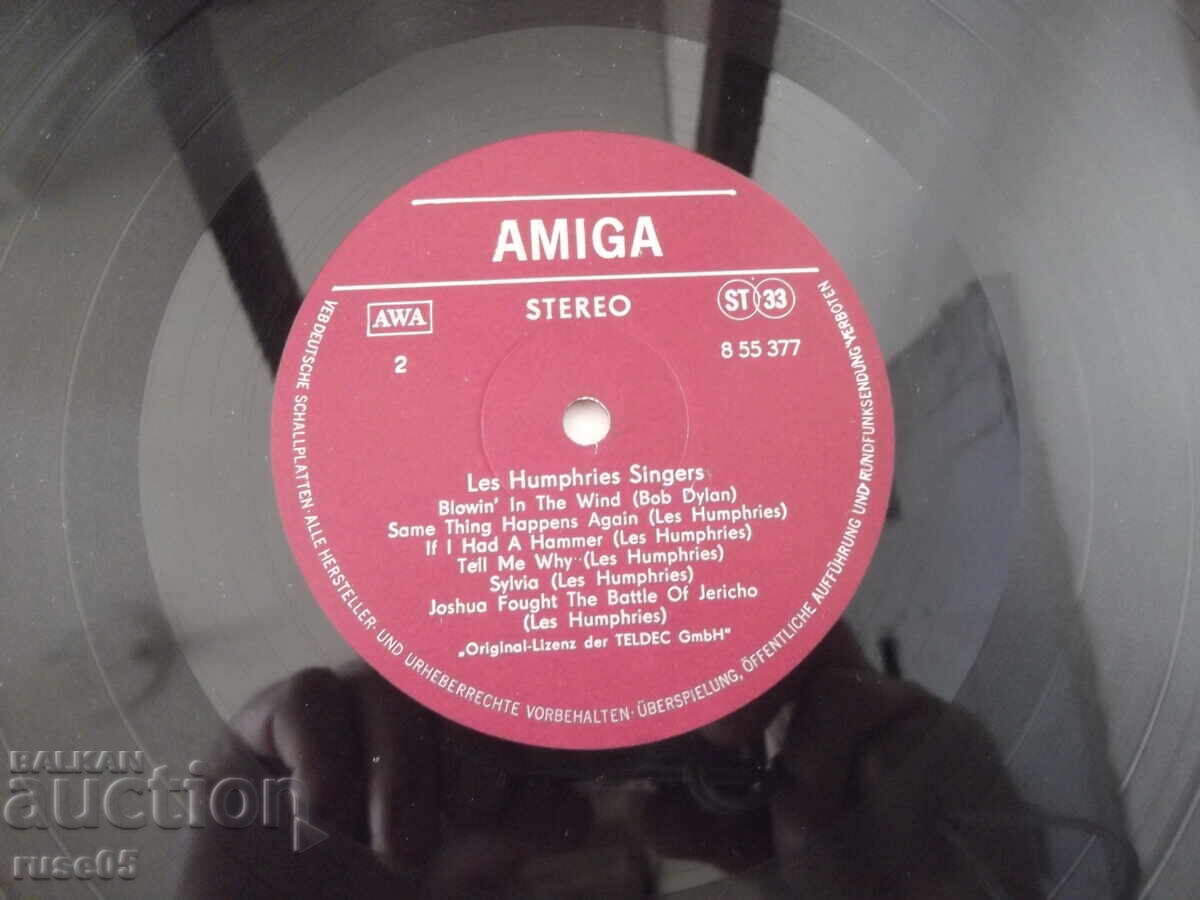 AMIGA
AWA
STEREO
ST 33
2
8 55 377
Les Humphries Singers
Blowin' In The Wind (Bob Dylan)
Same Thing Happens Again (Les Humphries)
If I Had A Hammer (Les Humphries)
Tell Me Why (Les Humphries)
Sylvia (Les Humphries)
Joshua Fought The Battle Of Jericho
(Les Humphries)
„Original-Lizenz der TELDEC GmbH"
VEB DEUTSCHE SCHALLPLATTEN · ALLE HERSTELLER- UND URHEBERRECHTE VORBEHALTEN · ÜBERSPIELUNG, ÖFFENTLICHE AUFFÜHRUNG UND RUNDFUNKSENDUNG VERBOTEN
BALKAN
auction
ruse05